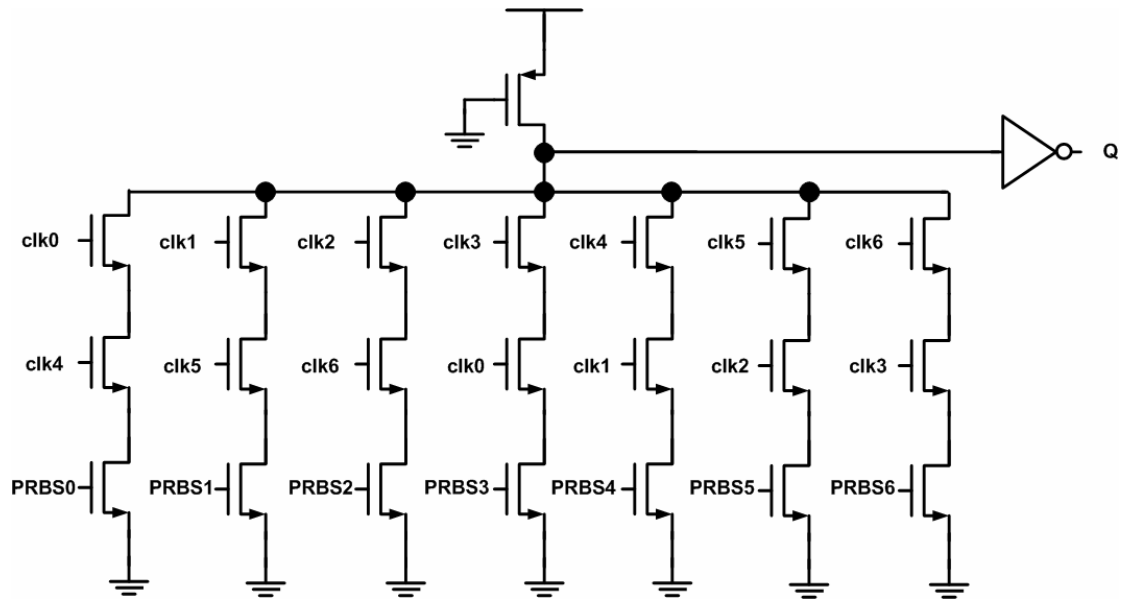 Q
clk0 clk1 clk2 clk3 clk4 clk5 clk6
clk4 clk5 clk6 clk0 clk1 clk2 clk3
PRBS0 PRBS1 PRBS2 PRBS3 PRBS4 PRBS5 PRBS6